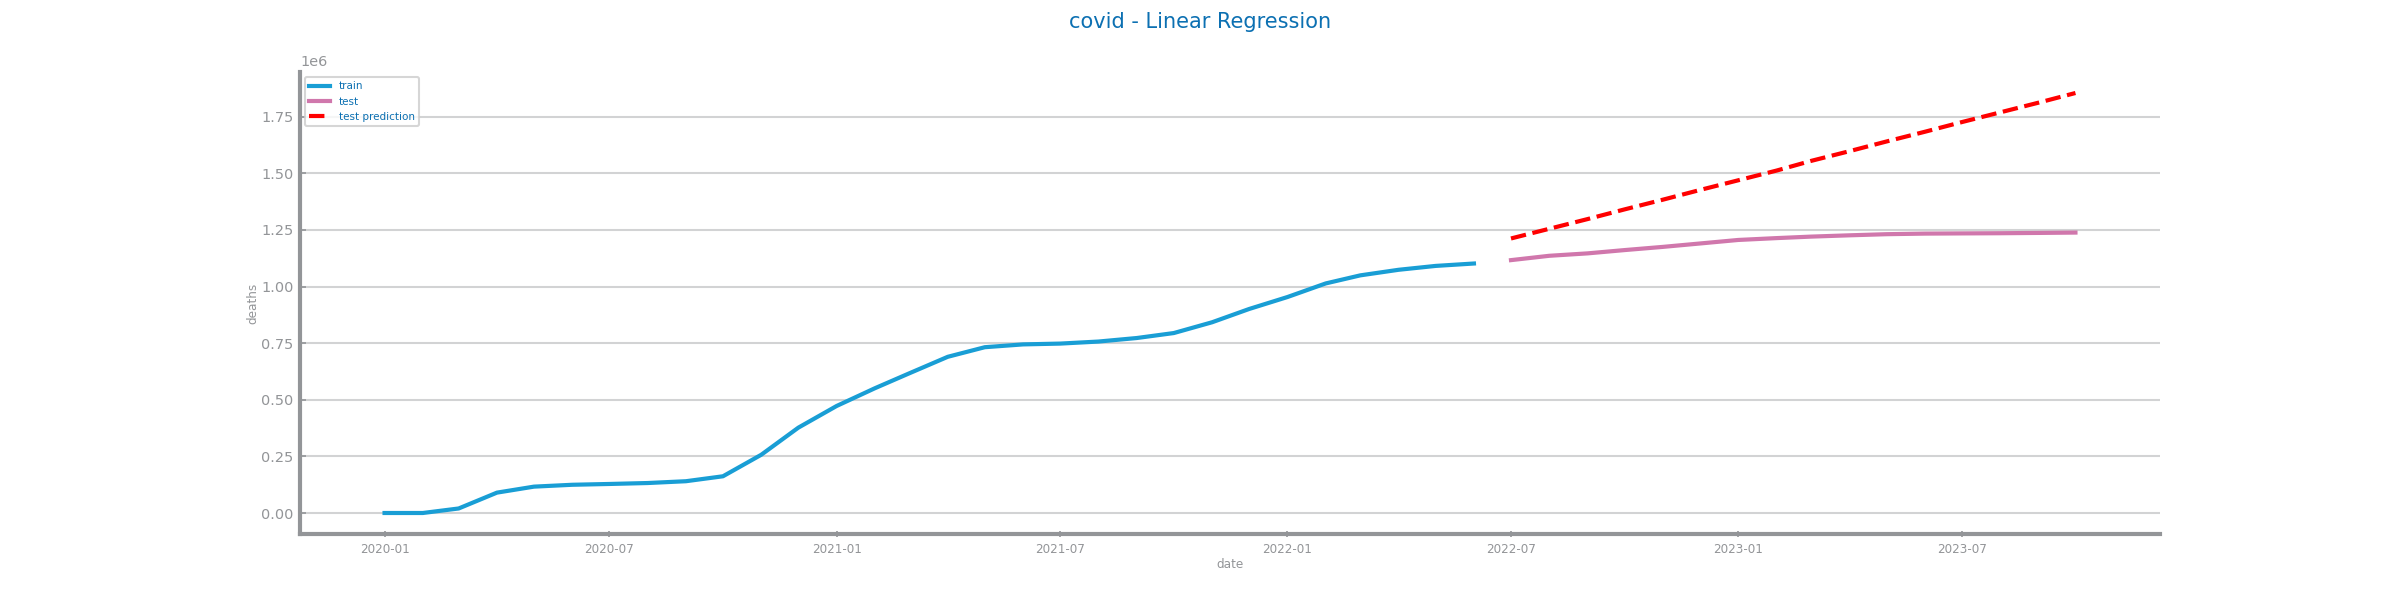 covid - Linear Regression
1e6
train
test
test prediction
1.75
1.50
1.25
1.00
0.75
0.50
0.25
0.00
deaths
2020-01 2020-07 2021-01 2021-07 2022-01 2022-07 2023-01 2023-07
date